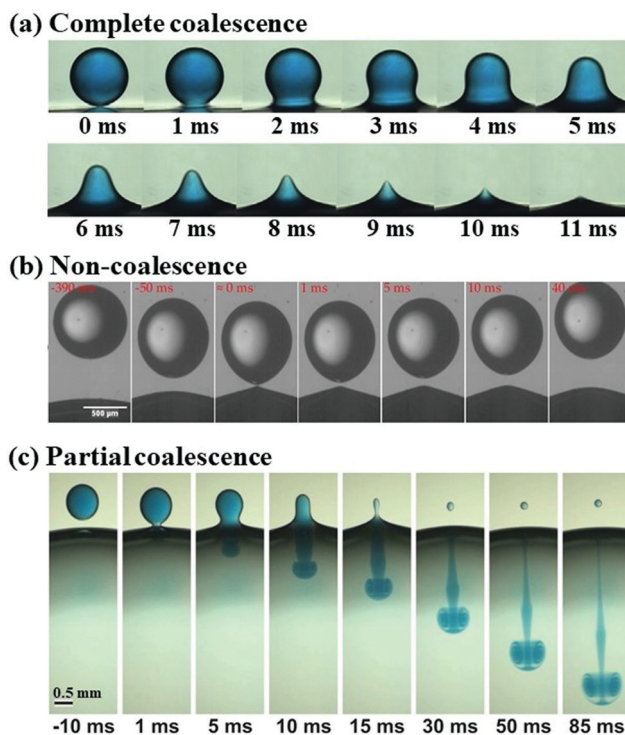 (a) Complete coalescence
0 ms 1 ms 2 ms 3 ms 4 ms 5 ms
6 ms 7 ms 8 ms 9 ms 10 ms 11 ms
(b) Non-coalescence
-390 ms -50 ms ≈ 0 ms 1 ms 5 ms 10 ms 40 ms
500 μm
(c) Partial coalescence
0.5 mm
-10 ms 1 ms 5 ms 10 ms 15 ms 30 ms 50 ms 85 ms